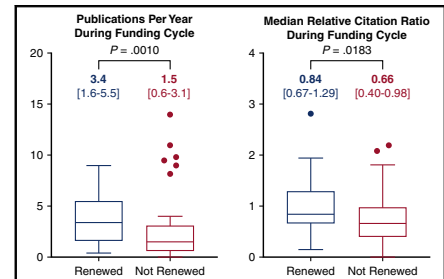 Publications Per Year
During Funding Cycle
P = .0010
20
15
10
5
0
3.4
[1.6-5.5]
1.5
[0.6-3.1]
Renewed
Not Renewed
Median Relative Citation Ratio
During Funding Cycle
P = .0183
4
3
2
1
0
0.84
[0.67-1.29]
0.66
[0.40-0.98]
Renewed
Not Renewed